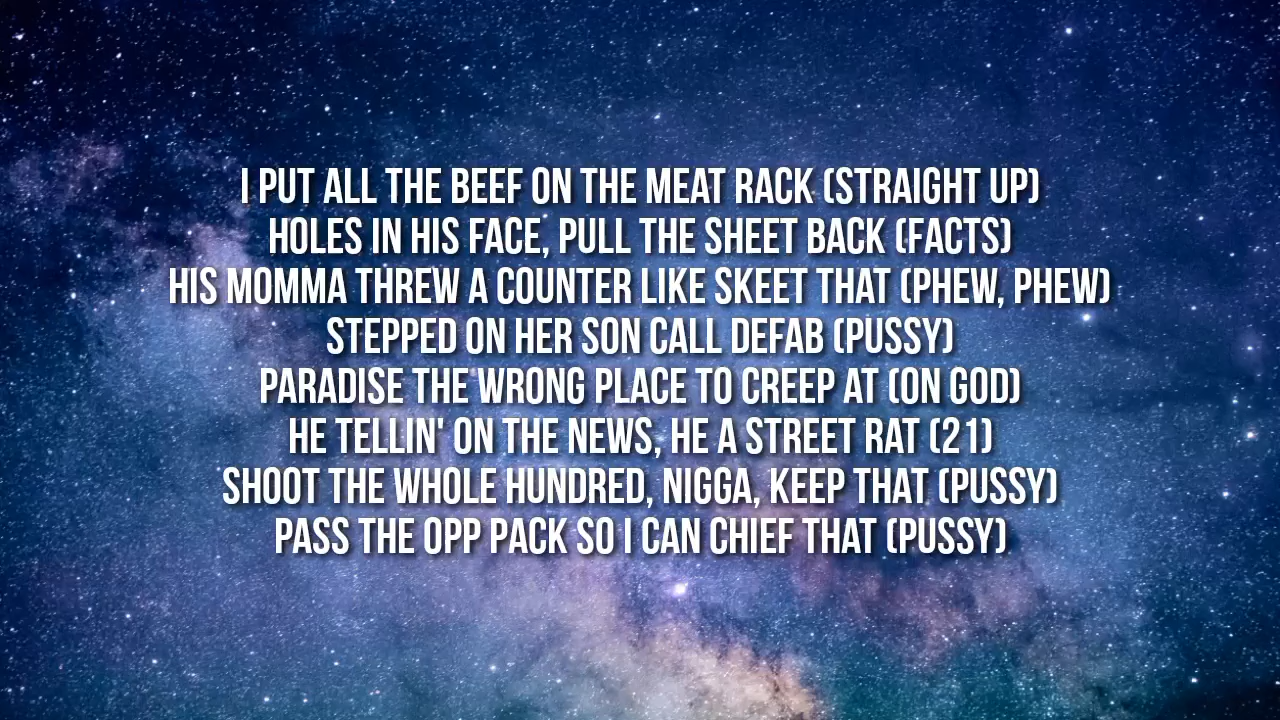 I PUT ALL THE BEEF ON THE MEAT RACK (STRAIGHT UP)
HOLES IN HIS FACE, PULL THE SHEET BACK (FACTS)
HIS MOMMA THREW A COUNTER LIKE SKEET THAT (PHEW, PHEW)
STEPPED ON HER SON CALL DEFAB (PUSSY)
PARADISE THE WRONG PLACE TO CREEP AT (ON GOD)
HE TELLIN' ON THE NEWS, HE A STREET RAT (21)
SHOOT THE WHOLE HUNDRED, NIGGA, KEEP THAT (PUSSY)
PASS THE OPP PACK SO I CAN CHIEF THAT (PUSSY)